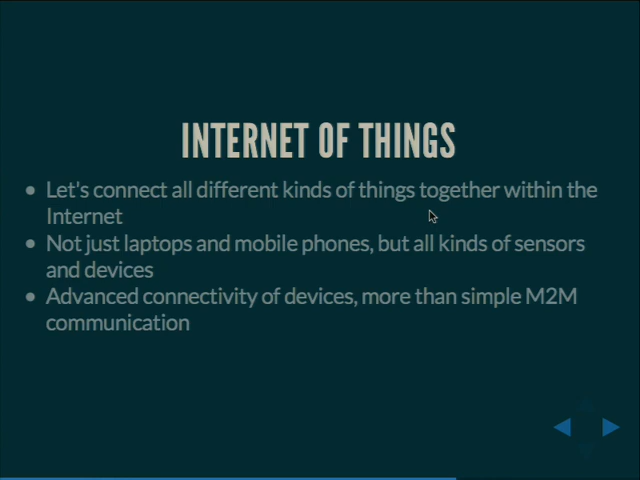 INTERNET OF THINGS
• Let's connect all different kinds of things together within the
Internet
• Not just laptops and mobile phones, but all kinds of sensors
and devices
• Advanced connectivity of devices, more than simple M2M
communication